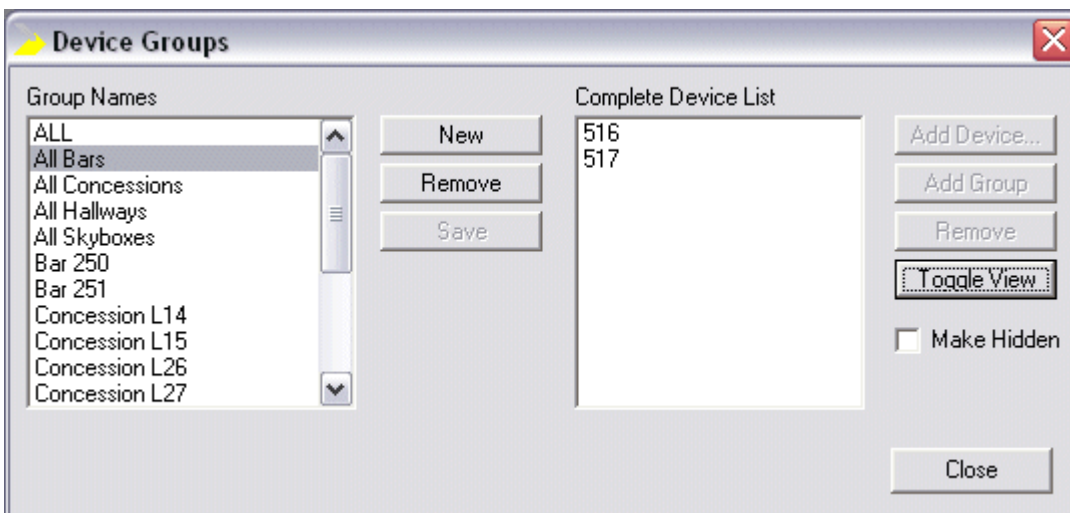 Device Groups
Group Names
ALL
All Bars
All Concessions
All Hallways
All Skyboxes
Bar 250
Bar 251
Concession L14
Concession L15
Concession L26
Concession L27
New
Remove
Save
Complete Device List
516
517
Add Device...
Add Group
Remove
Toggle View
Make Hidden
Close